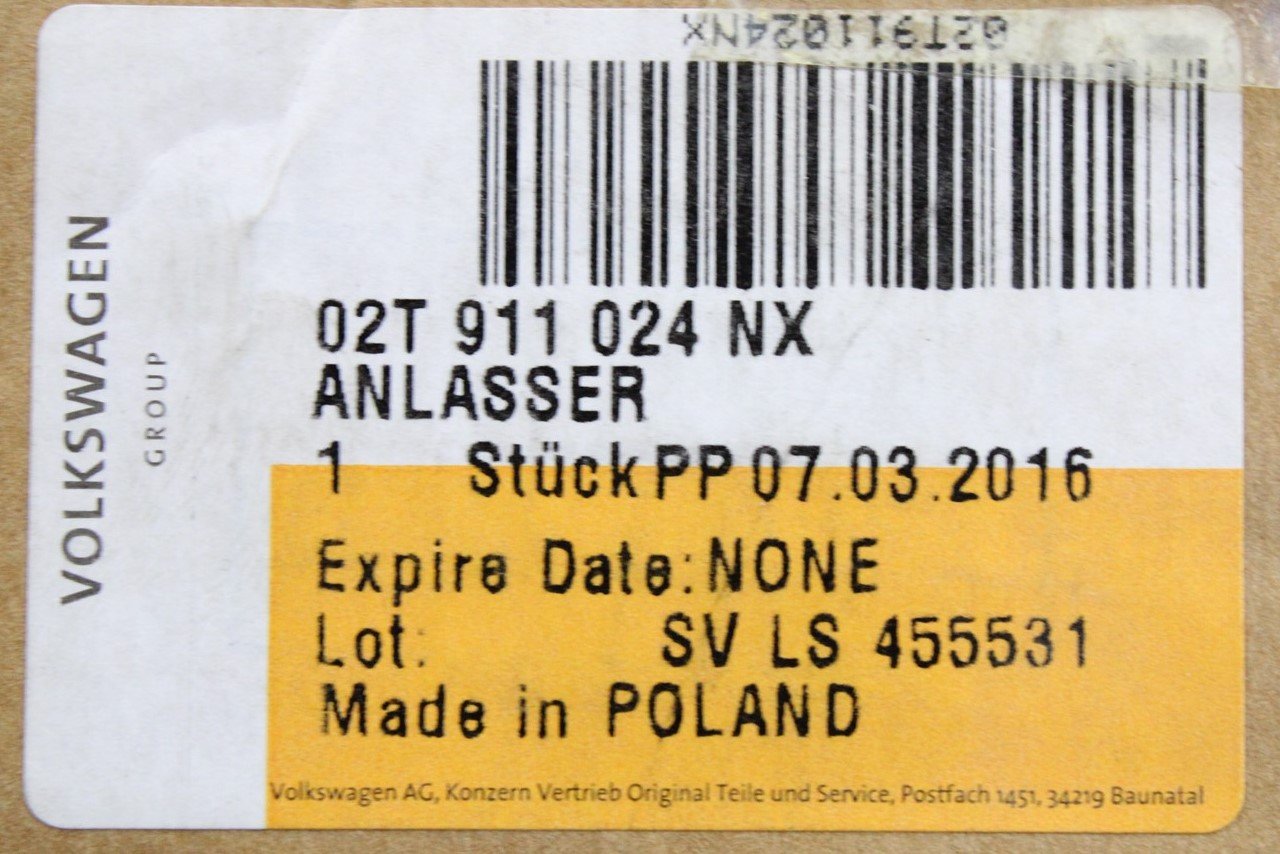 02T911024NX
02T 911 024 NX
ANLASSER
1 Stück PP 07.03.2016
Expire Date: NONE
Lot: SV LS 455531
Made in POLAND
Volkswagen AG, Konzern Vertrieb Original Teile und Service, Postfach 1451, 34219 Baunatal
VOLKSWAGEN
GROUP